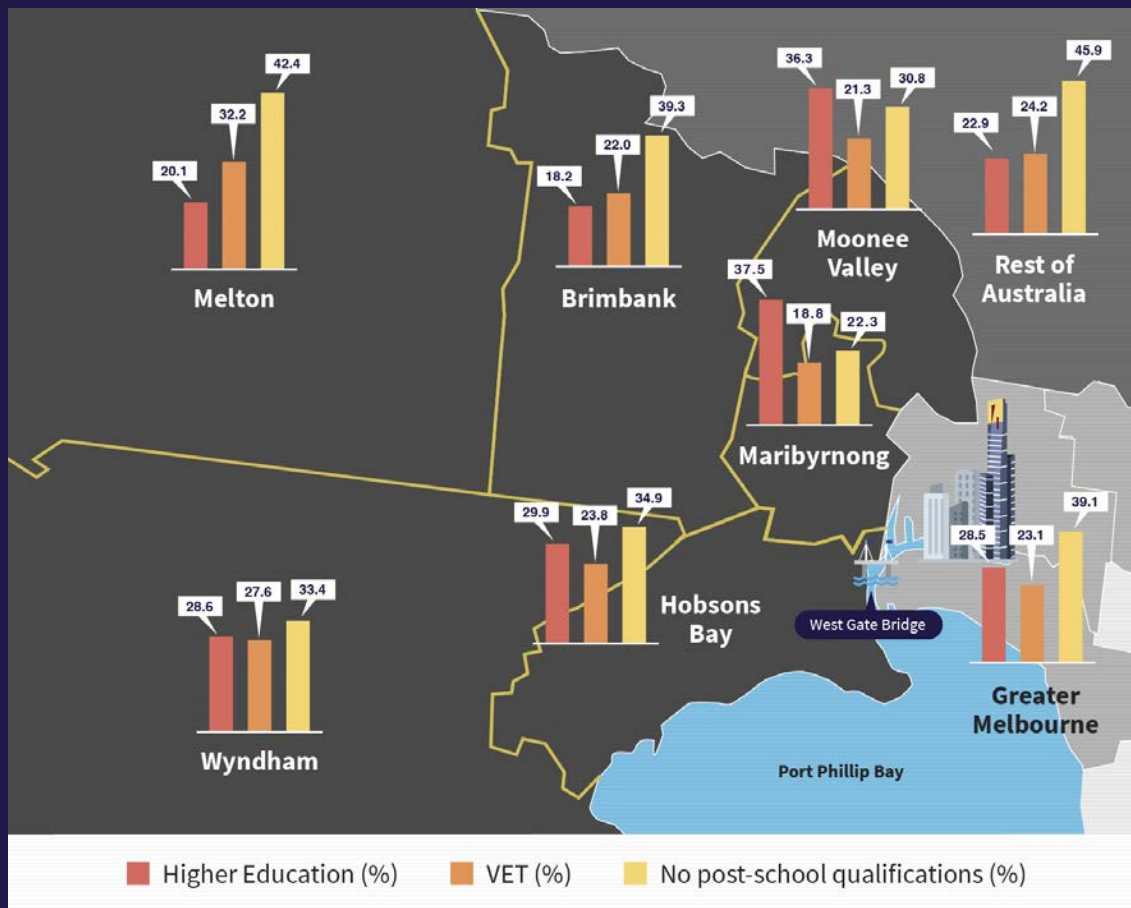 20.1
32.2
42.4
Melton
18.2
22.0
39.3
Brimbank
36.3
21.3
30.8
Moonee
Valley
22.9
24.2
45.9
Rest of
Australia
37.5
18.8
22.3
Maribyrnong
28.6
27.6
33.4
Wyndham
29.9
23.8
34.9
Hobsons
Bay
West Gate Bridge
28.5
23.1
39.1
Greater
Melbourne
Port Phillip Bay
Higher Education (%)
VET (%)
No post-school qualifications (%)